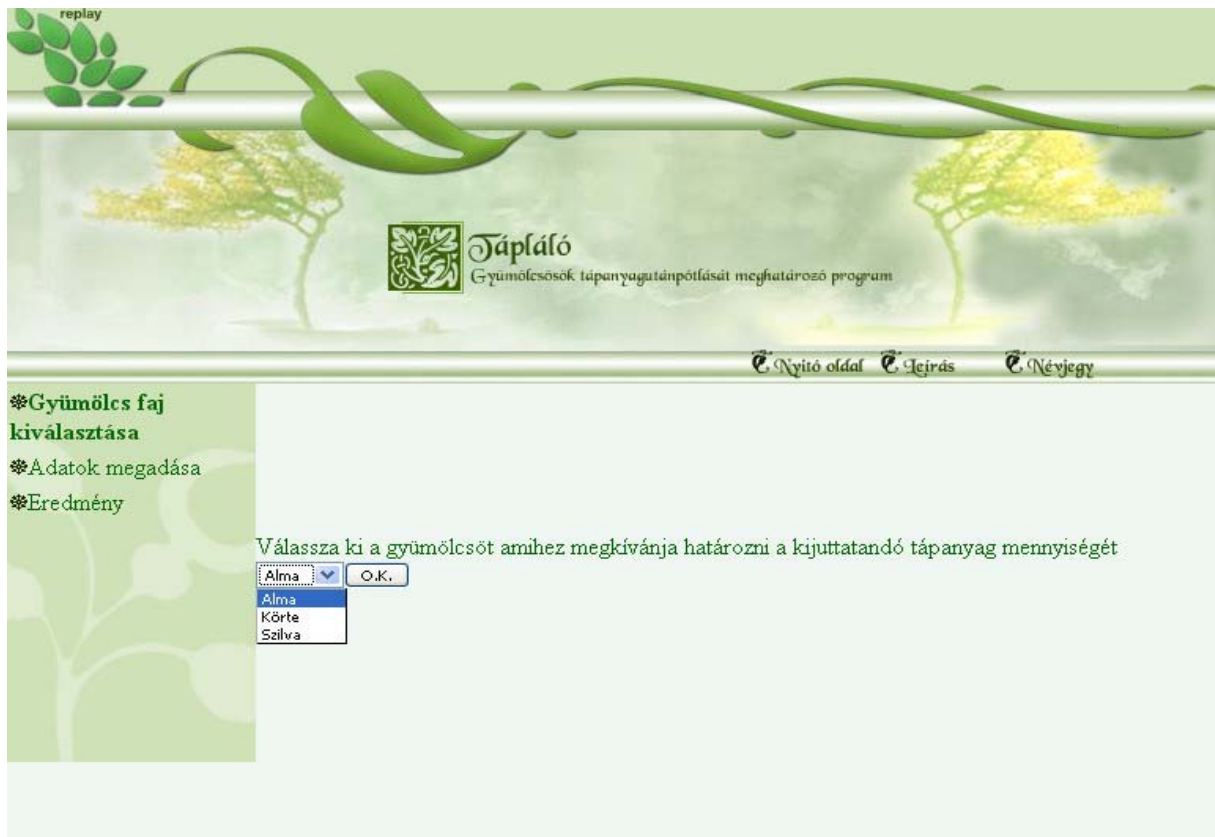 replay
Tápláló
Gyümölcsösök tápanyagutánpótlását meghatározó program
Nyitó oldal Leírás Névjegy
Gyümölcs faj
kiválasztása
Adatok megadása
Eredmény
Válassza ki a gyümölcsöt amihez megkívánja határozni a kijuttatandó tápanyag mennyiségét
Alma O.K.
Alma
Körte
Szilva